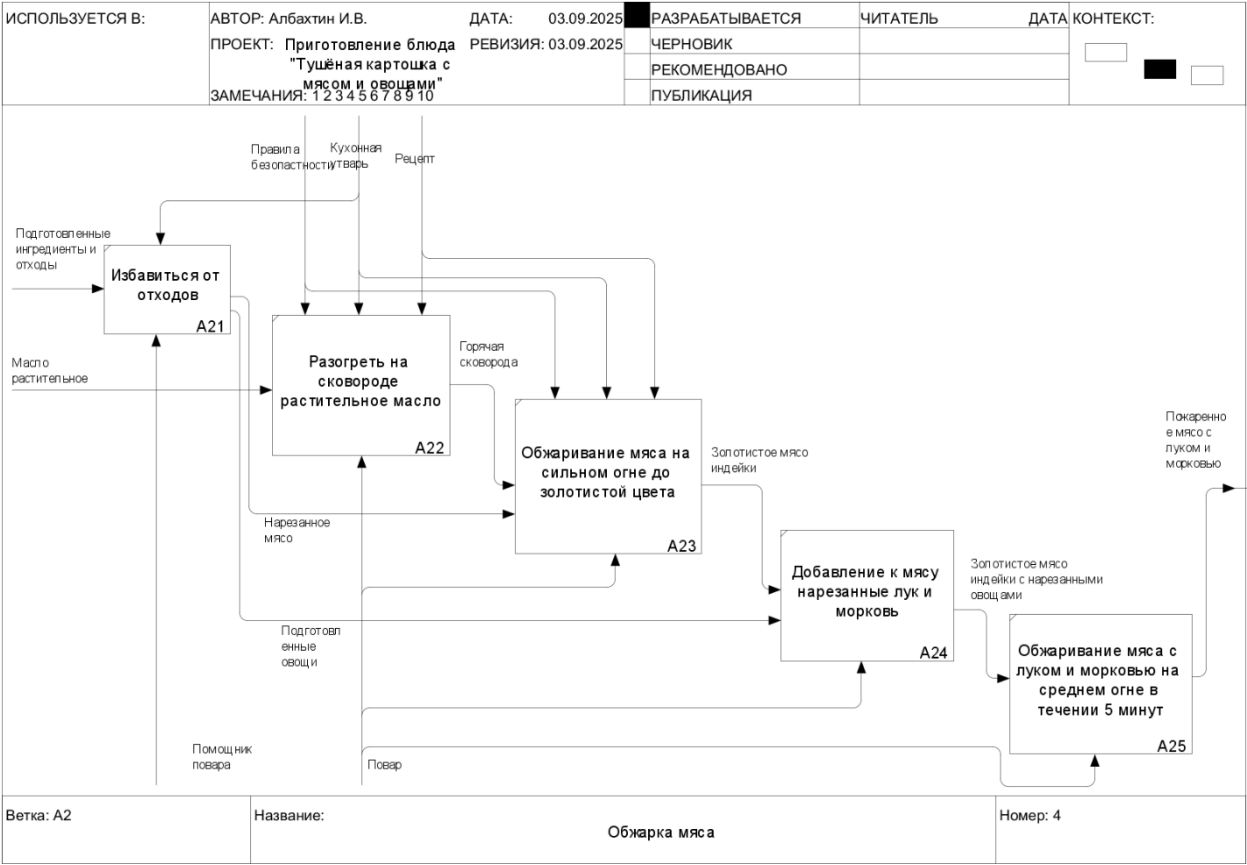 ИСПОЛЬЗУЕТСЯ В:
АВТОР: Албахтин И.В.
ДАТА: 03.09.2025
РАЗРАБАТЫВАЕТСЯ
ЧИТАТЕЛЬ
ДАТА
КОНТЕКСТ:
ПРОЕКТ: Приготовление блюда
"Тушёная картошка с
мясом и овощами"
РЕВИЗИЯ: 03.09.2025
ЧЕРНОВИК
РЕКОМЕНДОВАНО
ЗАМЕЧАНИЯ: 1 2 3 4 5 6 7 8 9 10
ПУБЛИКАЦИЯ
Правила
безопастности
Кухонная
утварь
Рецепт
Подготовленные
ингредиенты и
отходы
Избавиться от
отходов
A21
Масло
растительное
Разогреть на
сковороде
растительное масло
A22
Горячая
сковорода
Обжаривание мяса на
сильном огне до
золотистой цвета
A23
Золотистое мясо
индейки
Пожаренно
е мясо с
луком и
морковью
Нарезанное
мясо
Добавление к мясу
нарезанные лук и
морковь
A24
Золотистое мясо
индейки с нарезанными
овощами
Подготовл
енные
овощи
Обжаривание мяса с
луком и морковью на
среднем огне в
течении 5 минут
A25
Помощник
повара
Повар
Ветка: A2
Название:
Обжарка мяса
Номер: 4